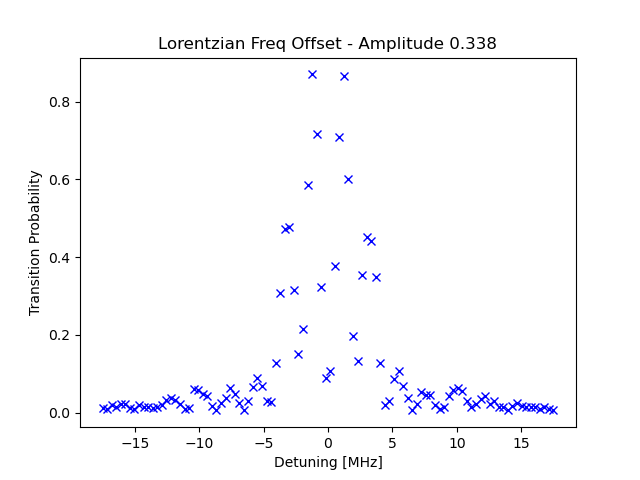 Lorentzian Freq Offset - Amplitude 0.338
Transition Probability
0.8
0.6
0.4
0.2
0.0
−15 −10 −5 0 5 10 15
Detuning [MHz]